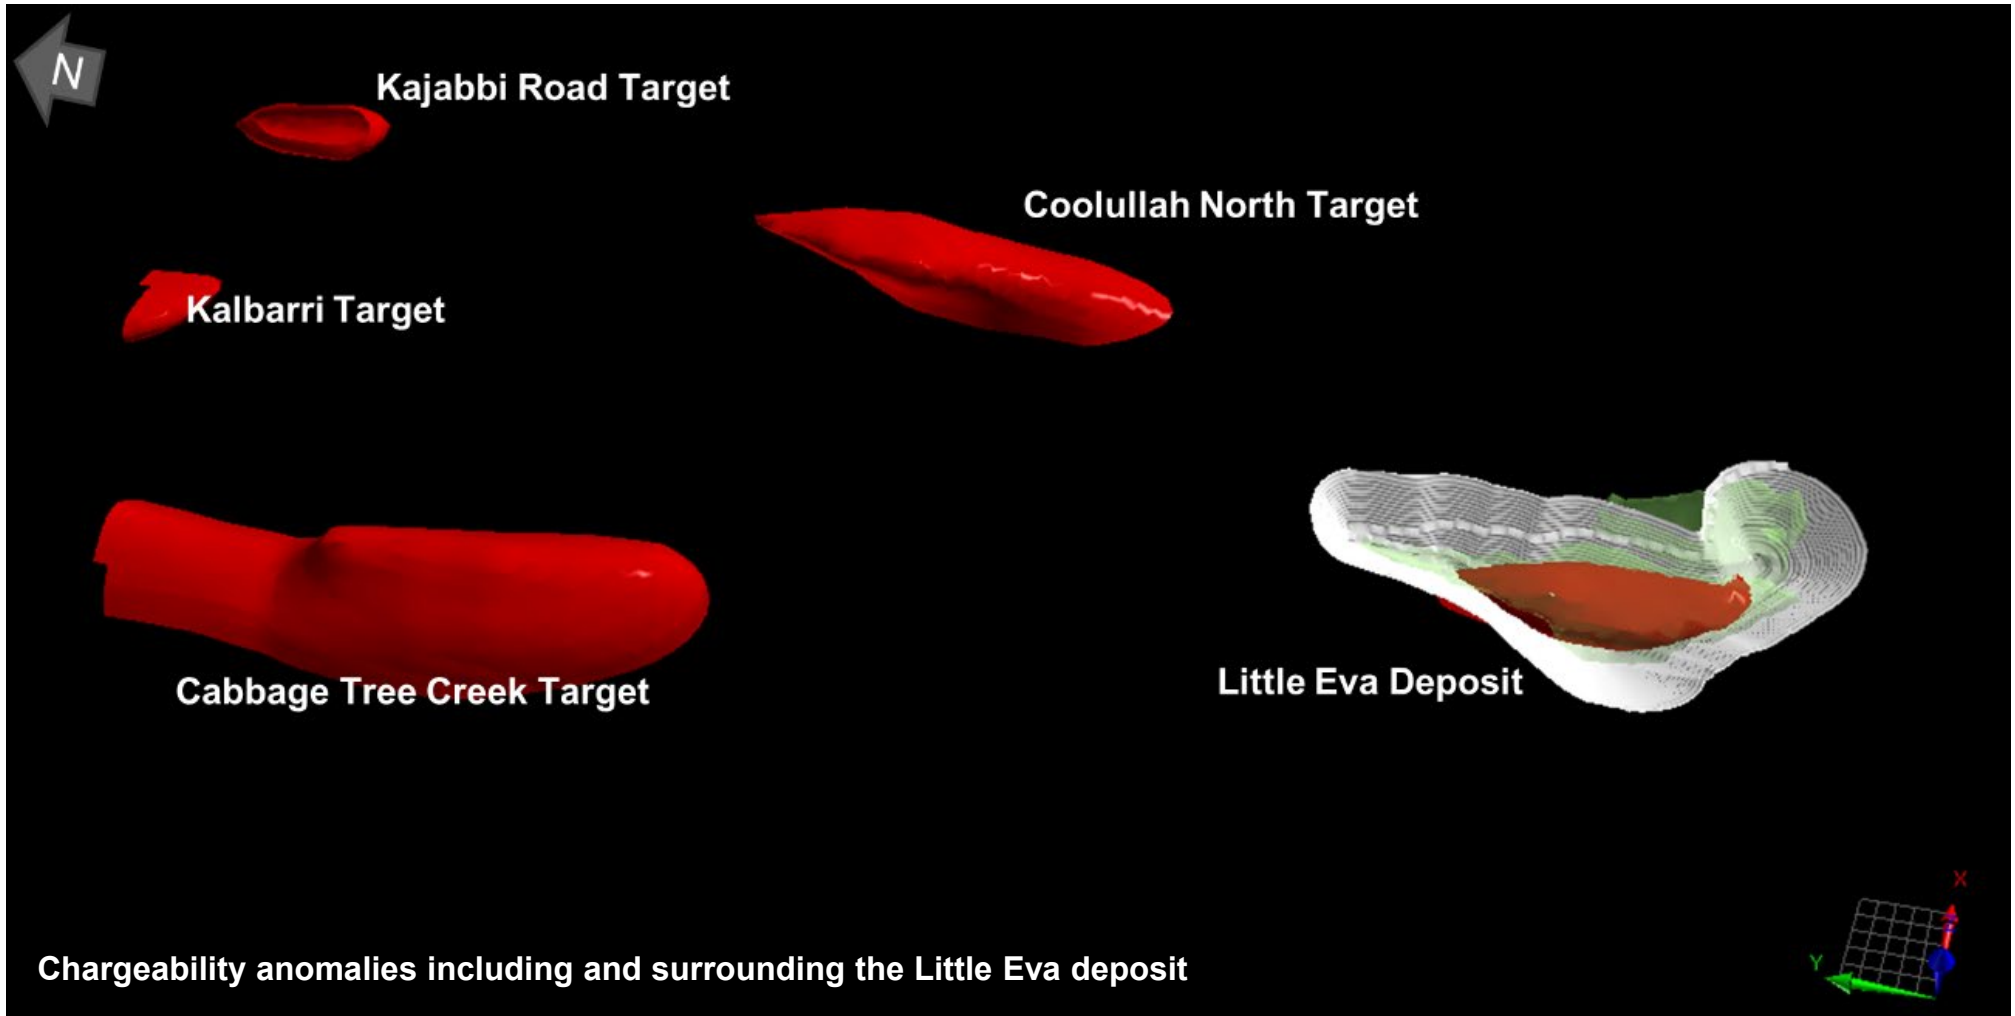 N
Kajabbi Road Target
Coolullah North Target
Kalbarri Target
Little Eva Deposit
Cabbage Tree Creek Target
X
Y
Chargeability anomalies including and surrounding the Little Eva deposit